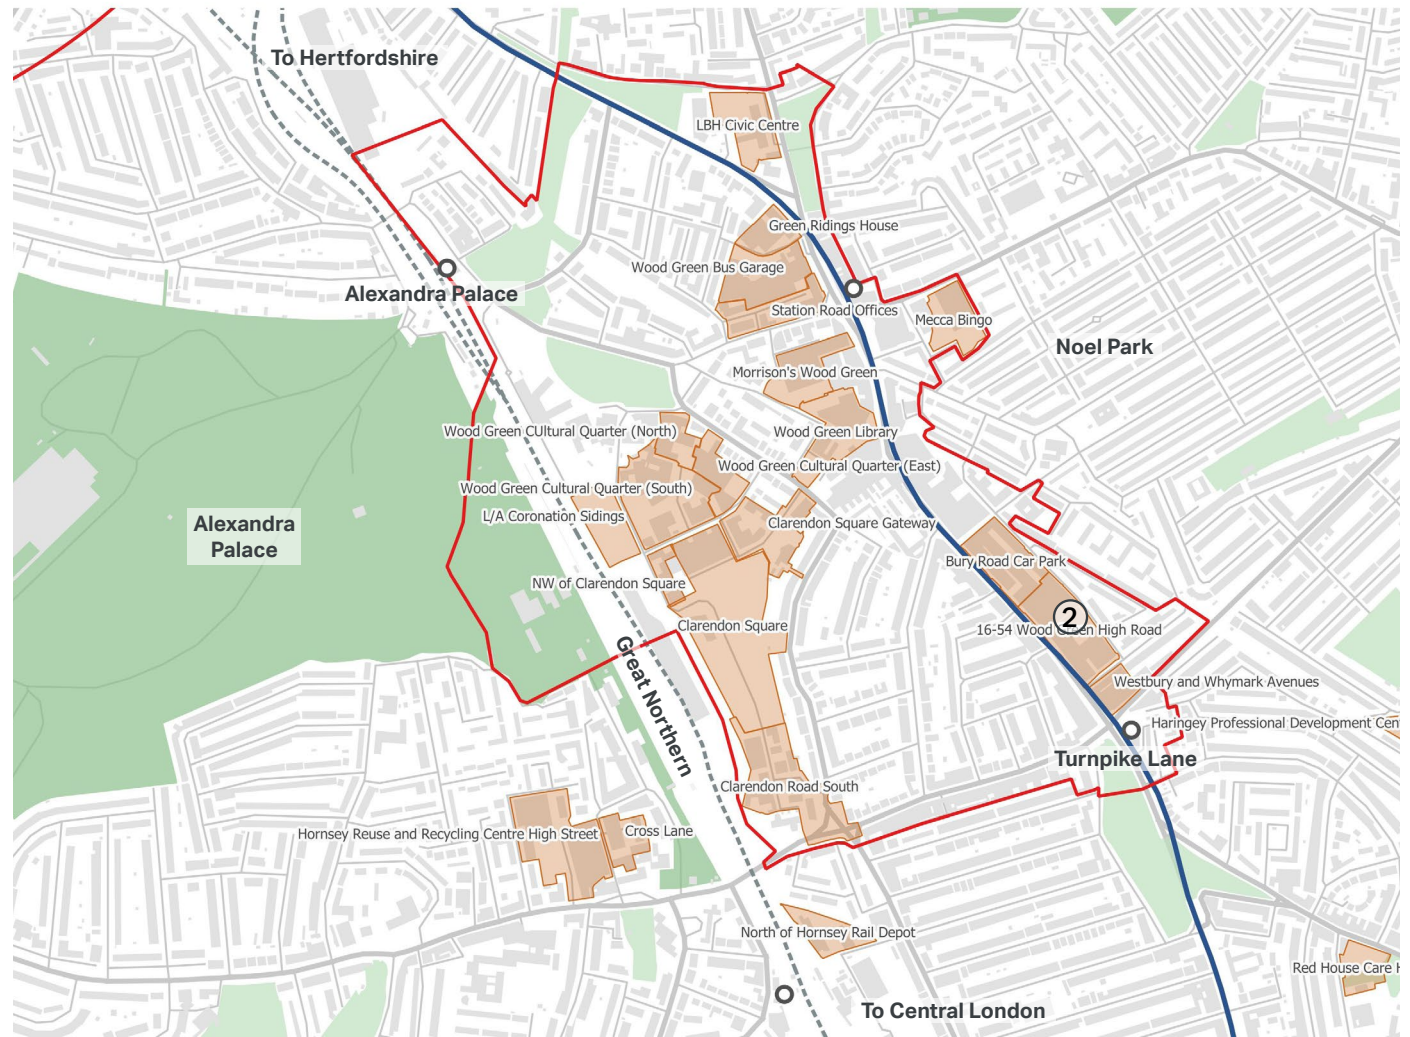 To Hertfordshire
LBH Civic Centre
Green Ridings House
Wood Green Bus Garage
Alexandra Palace
Station Road Offices
Mecca Bingo
Noel Park
Morrison's Wood Green
Wood Green CUltural Quarter (North)
Wood Green Library
Wood Green Cultural Quarter (East)
Wood Green Cultural Quarter (South)
L/A Coronation Sidings
Clarendon Square Gateway
Alexandra
Palace
Bury Road Car Park
NW of Clarendon Square
2
Clarendon Square
16-54 Wood Green High Road
Great Northern
Westbury and Whymark Avenues
Haringey Professional Development Cen
Turnpike Lane
Clarendon Road South
Hornsey Reuse and Recycling Centre High Street
Cross Lane
North of Hornsey Rail Depot
Red House Care H
To Central London